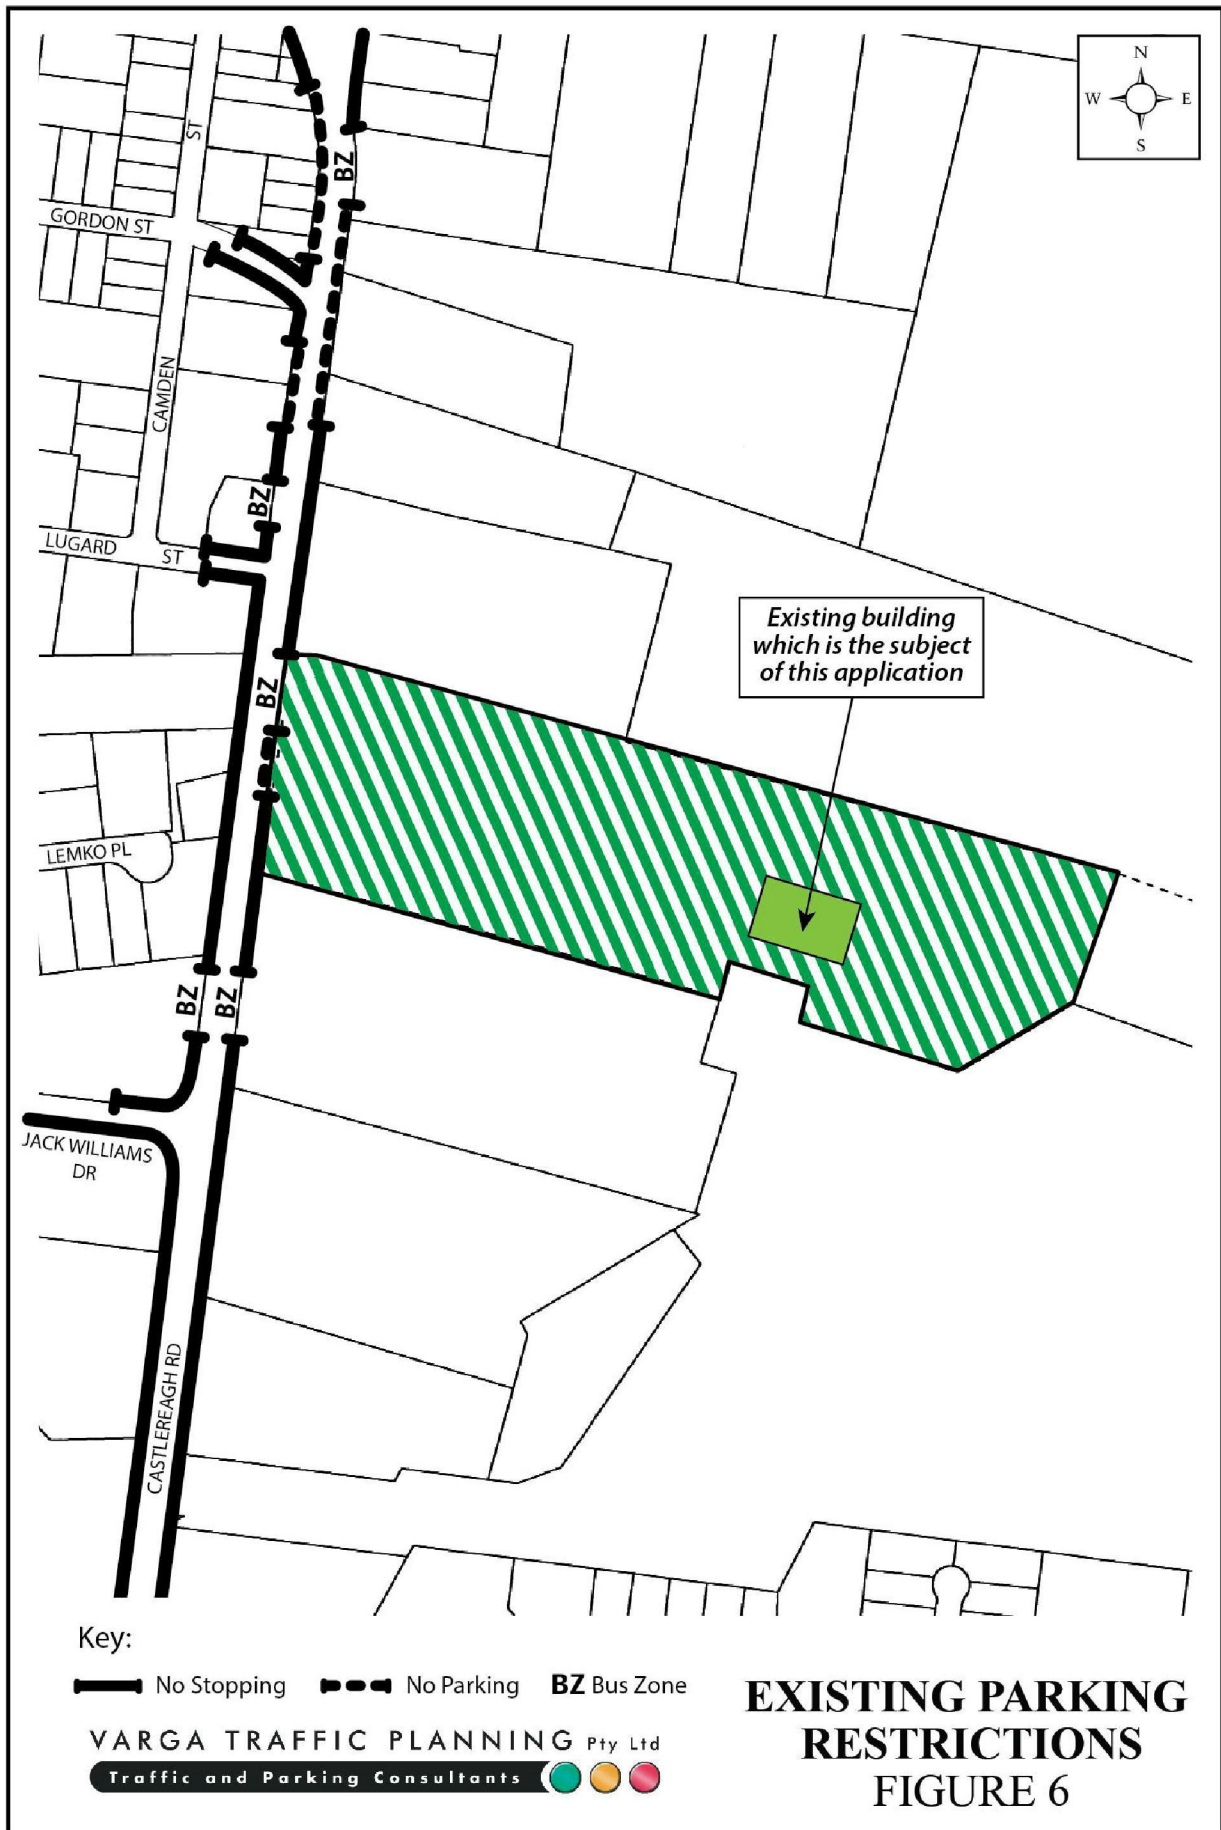 N
W E
S
ST
BZ
GORDON ST
CAMDEN
BZ
LUGARD ST
Existing building
which is the subject
of this application
BZ
LEMKO PL
BZ BZ
JACK WILLIAMS
DR
CASTLEREAGH RD
Key:
No Stopping No Parking BZ Bus Zone
VARGA TRAFFIC PLANNING Pty Ltd
Traffic and Parking Consultants
EXISTING PARKING
RESTRICTIONS
FIGURE 6